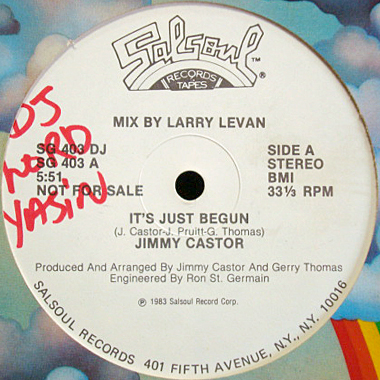 Salsoul
TM
RECORDS
& TAPES
®
MIX BY LARRY LEVAN
DJ
LORD
YASIN
SG 403 DJ
SG 403 A
5:51
NOT FOR SALE
SIDE A
STEREO
BMI
33⅓ RPM
IT'S JUST BEGUN
(J. Castor-J. Pruitt-G. Thomas)
JIMMY CASTOR
Produced And Arranged By Jimmy Castor And Gerry Thomas
Engineered By Ron St. Germain
℗ 1983 Salsoul Record Corp.
SALSOUL RECORDS 401 FIFTH AVENUE, NY., N.Y. 10016